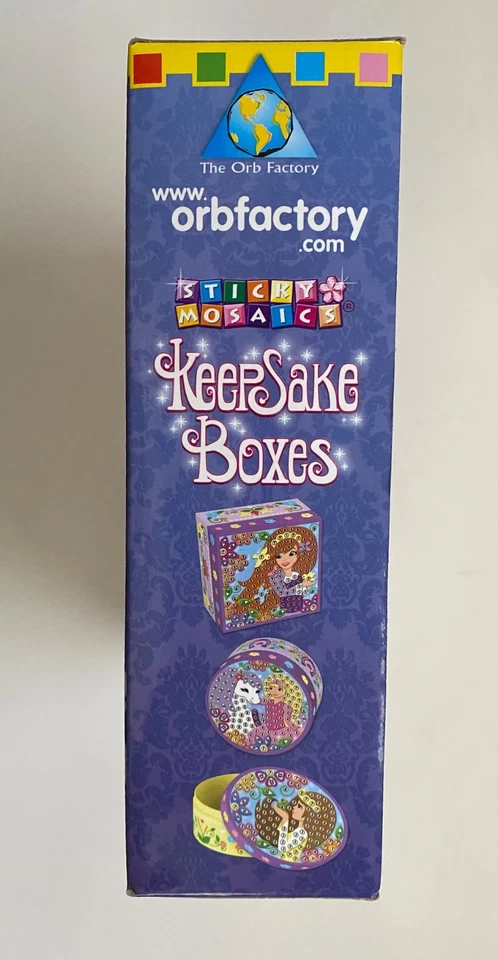 The Orb Factory
www.
orbfactory
.com
STICKY
MOSAICS®
KeepSake
Boxes